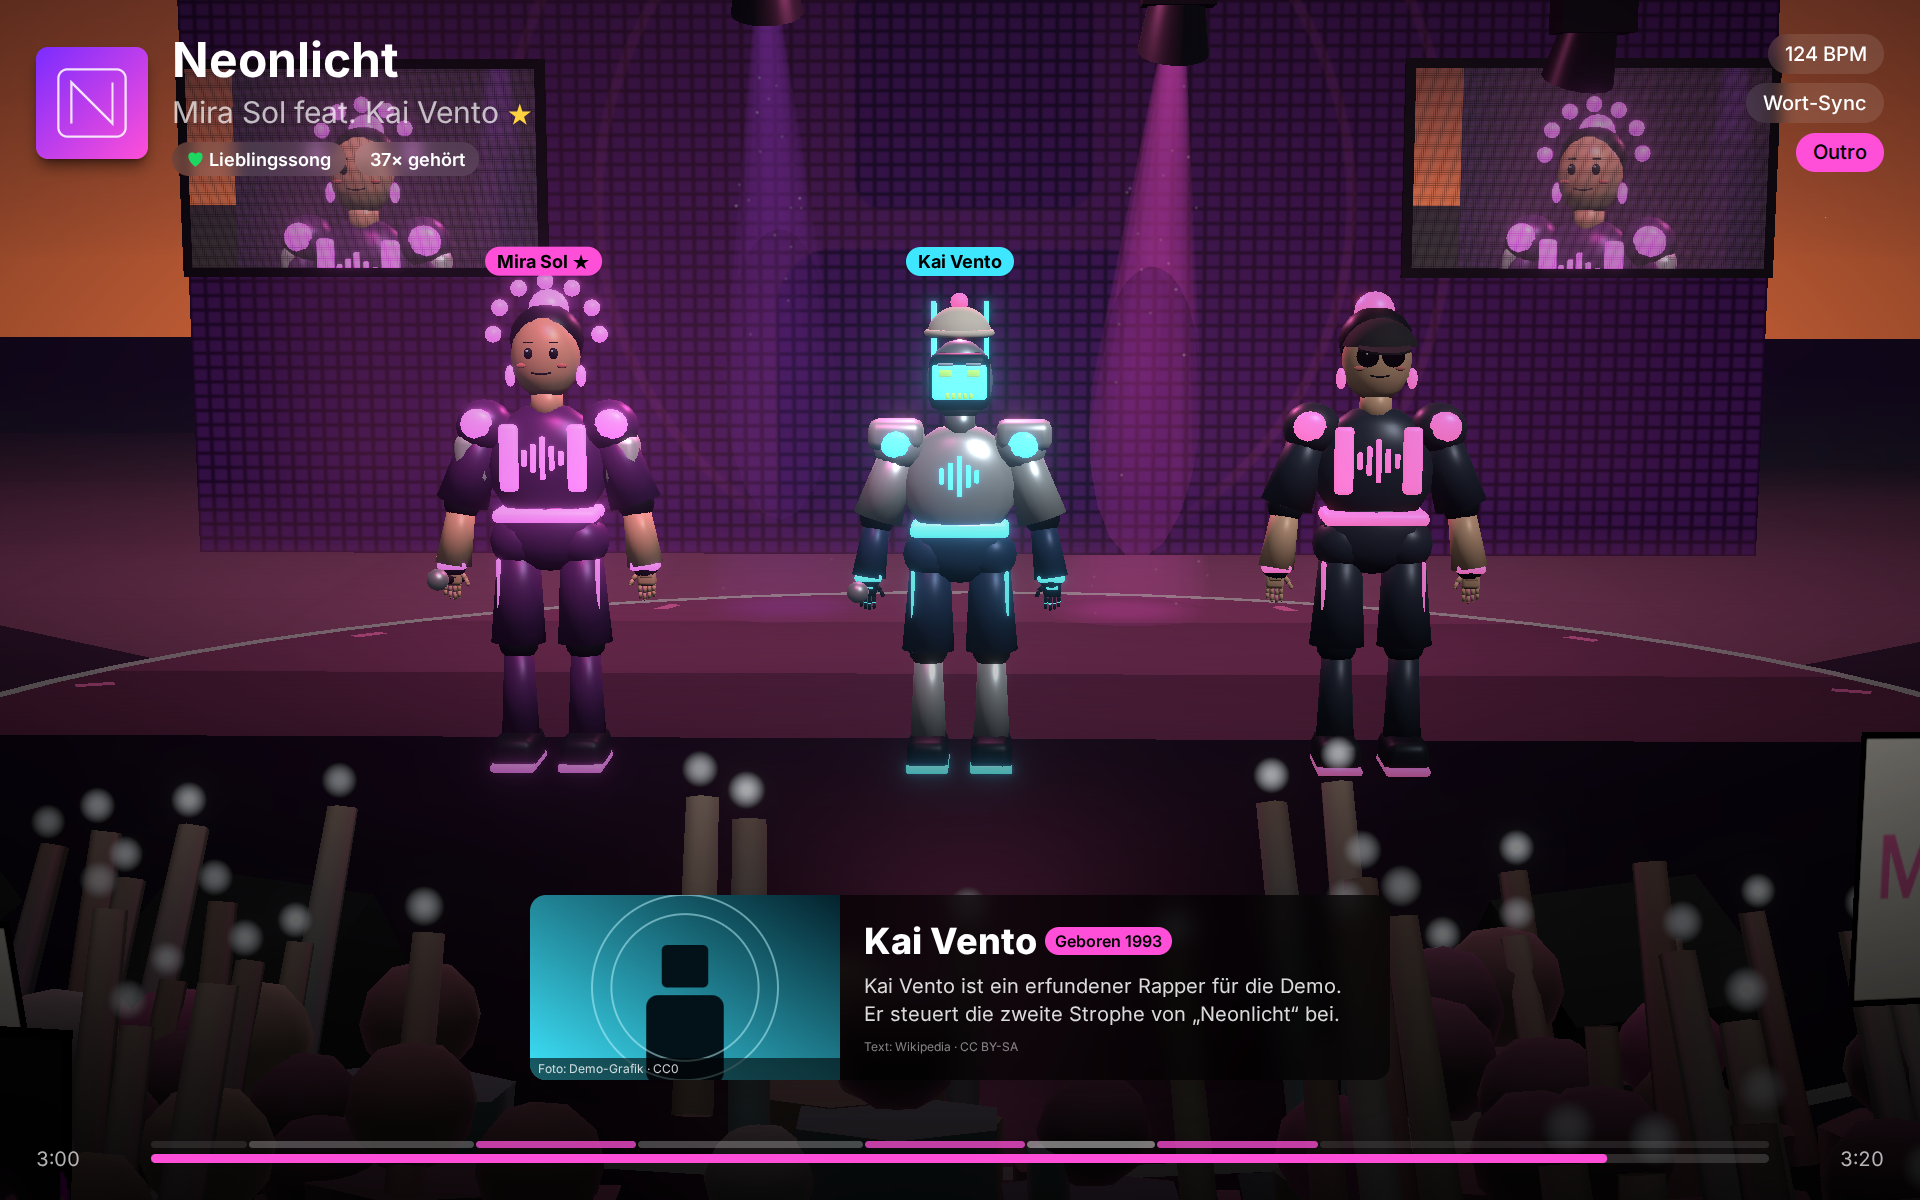 N
Neonlicht
Mira Sol feat. Kai Vento ★
Lieblingssong
37× gehört
124 BPM
Wort-Sync
Outro
Mira Sol ★
Kai Vento
M
Kai Vento
Geboren 1993
Kai Vento ist ein erfundener Rapper für die Demo.
Er steuert die zweite Strophe von „Neonlicht“ bei.
Text: Wikipedia · CC BY-SA
Foto: Demo-Grafik · CC0
3:00
3:20